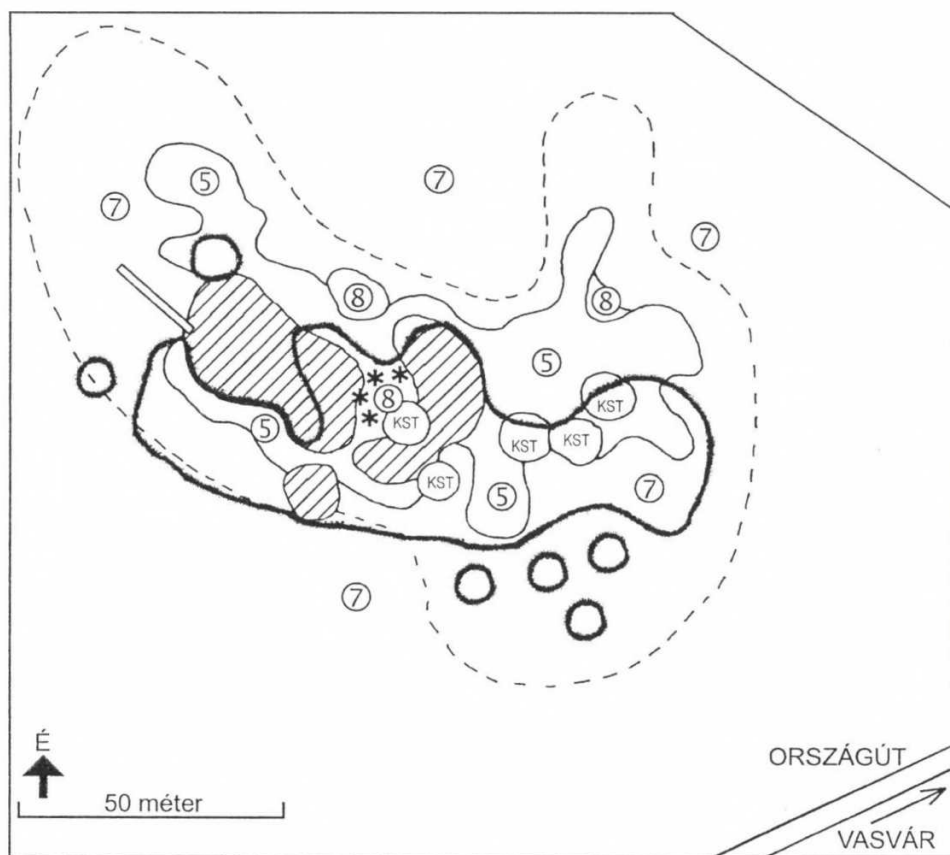 ⑦
⑤
⑦
⑦
⑧
⑧
⑤
⑧
KST
KST
⑤
KST
KST
KST
⑤
⑦
⑦
É
50 méter
ORSZÁGÚT
VASVÁR